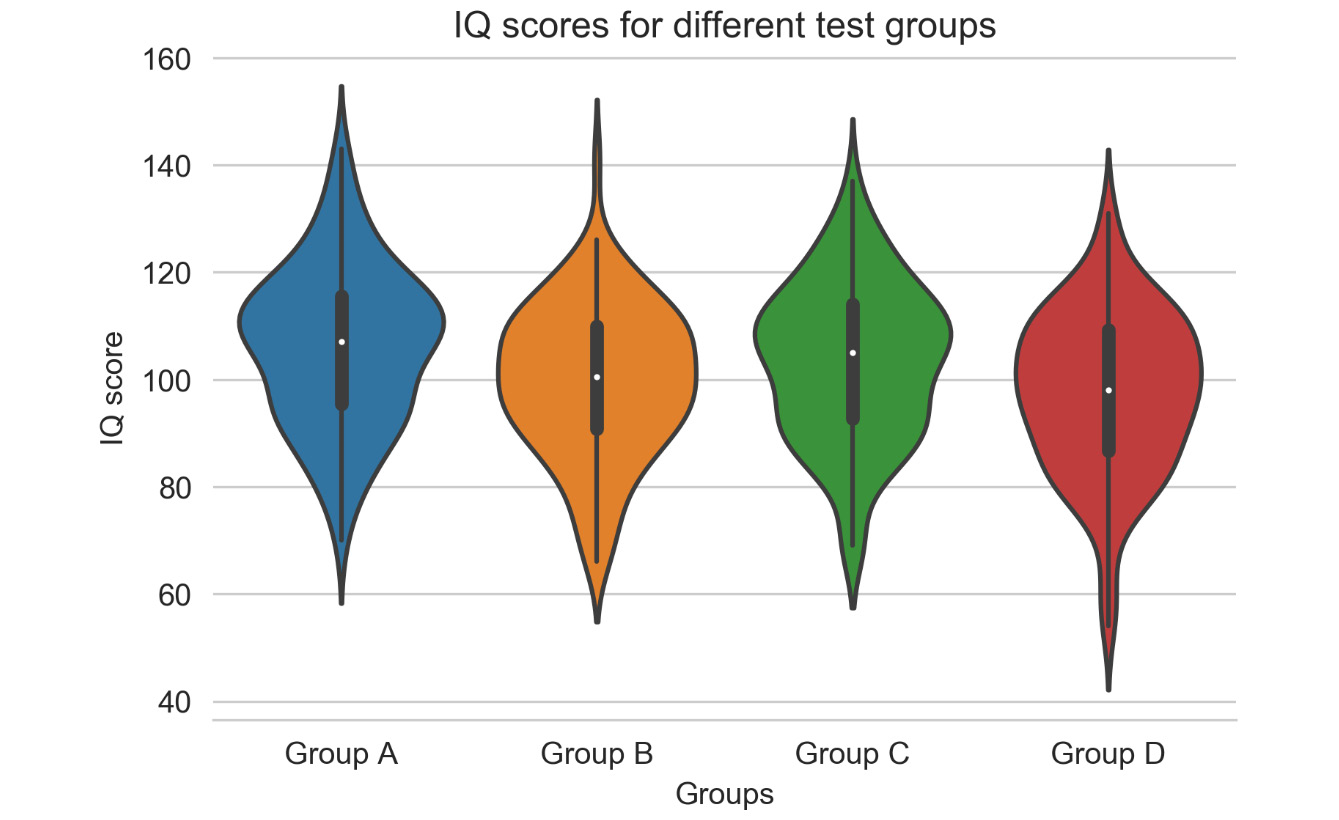 IQ scores for different test groups
160
140
120
100
80
60
40
IQ score
Group A
Group B
Group C
Group D
Groups